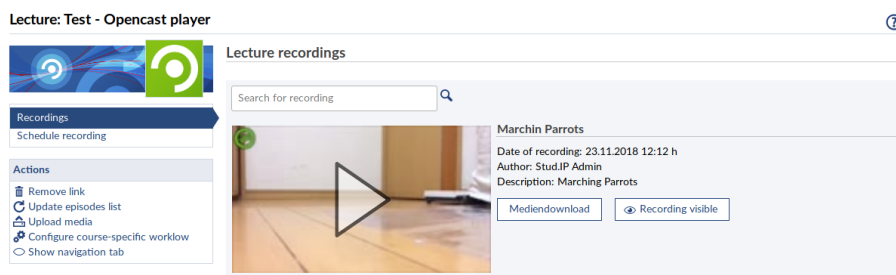 Lecture: Test - Opencast player
Lecture recordings
Recordings
Schedule recording
Actions
Remove link
Update episodes list
Upload media
Configure course-specific worklow
Show navigation tab
Search for recording
Marchin Parrots
Date of recording: 23.11.2018 12:12 h
Author: Stud.IP Admin
Description: Marching Parrots
Mediendownload
Recording visible